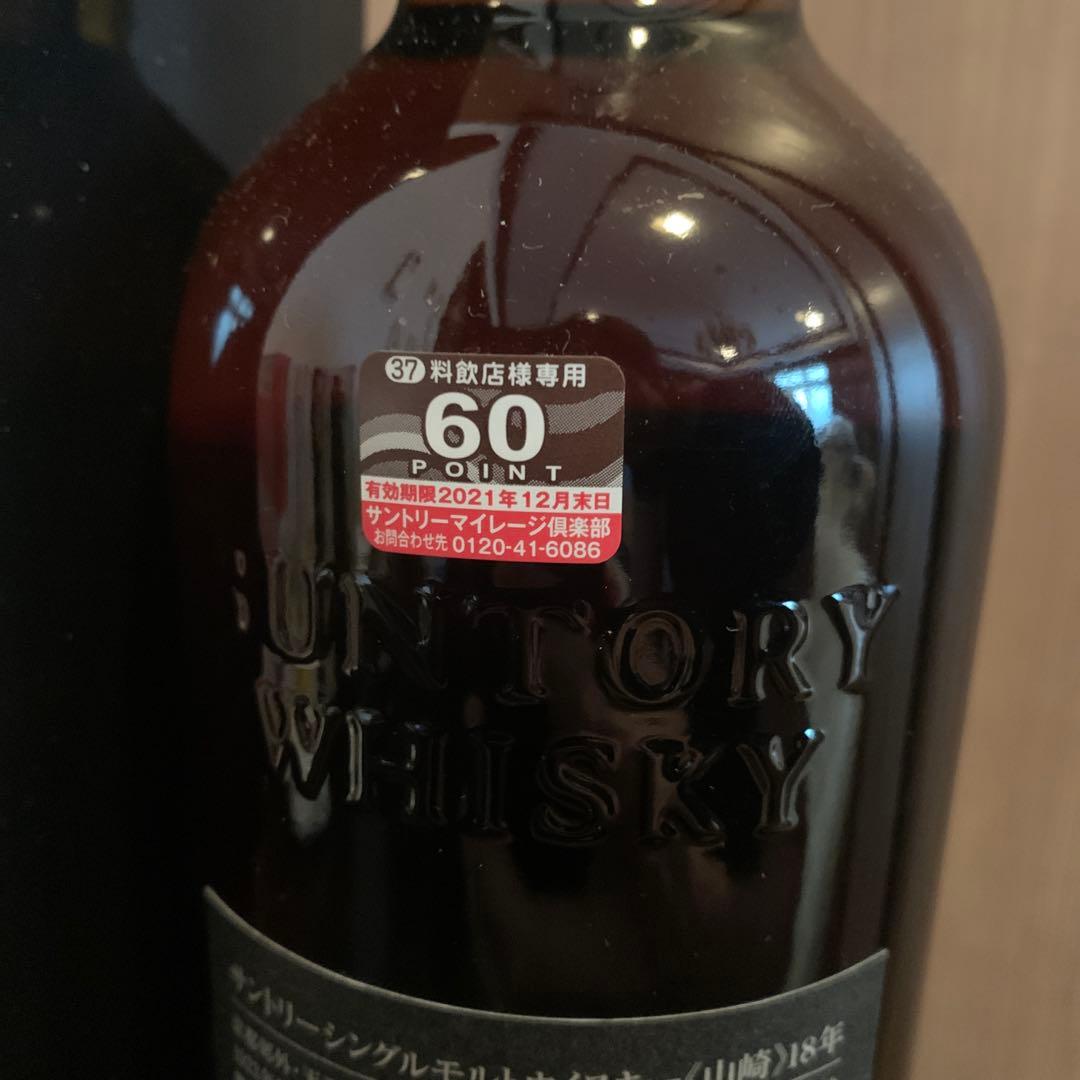 ㊲ 料飲店様専用
60
POINT
有効期限2021年12月末日
サントリーマイレージ倶楽部
お問合わせ先 0120-41-6086
SUNTORY
WHISKY
サントリーシングルモルトウイスキー《山崎》18年